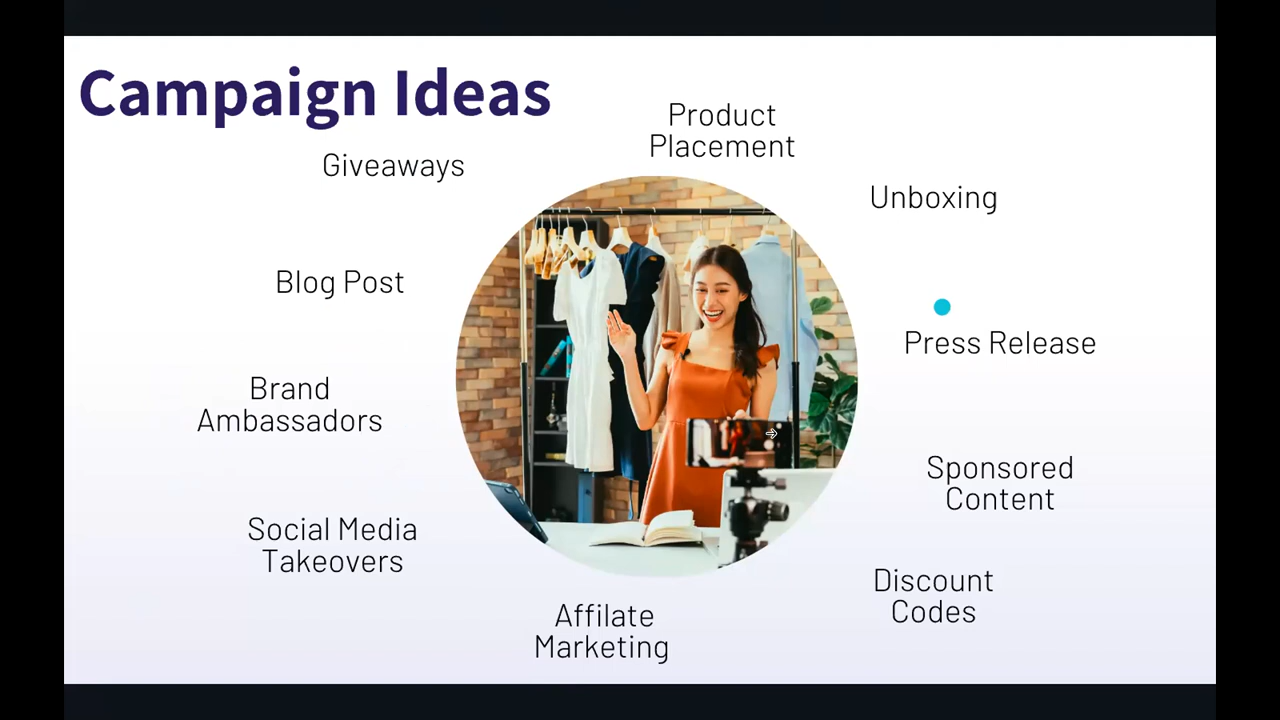 Campaign Ideas
Product
Placement
Giveaways
Unboxing
Blog Post
Press Release
Brand
Ambassadors
Sponsored
Content
Social Media
Takeovers
Discount
Codes
Affilate
Marketing